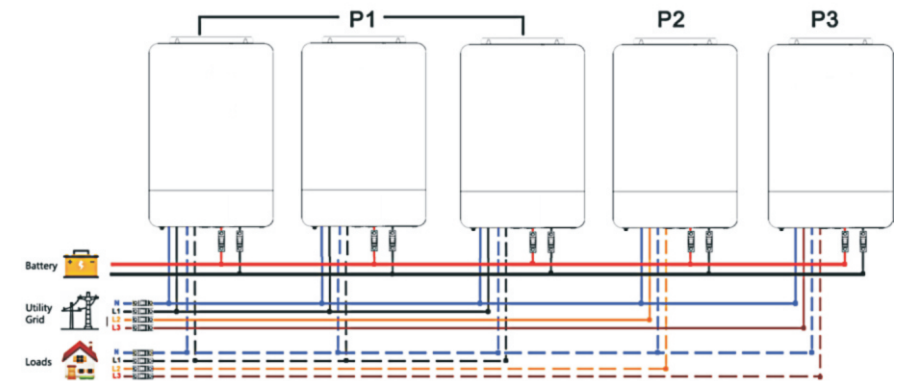 P1 P2 P3
Battery
Utility
Grid
N
L1
L2
L3
Loads
N
L1
L2
L3